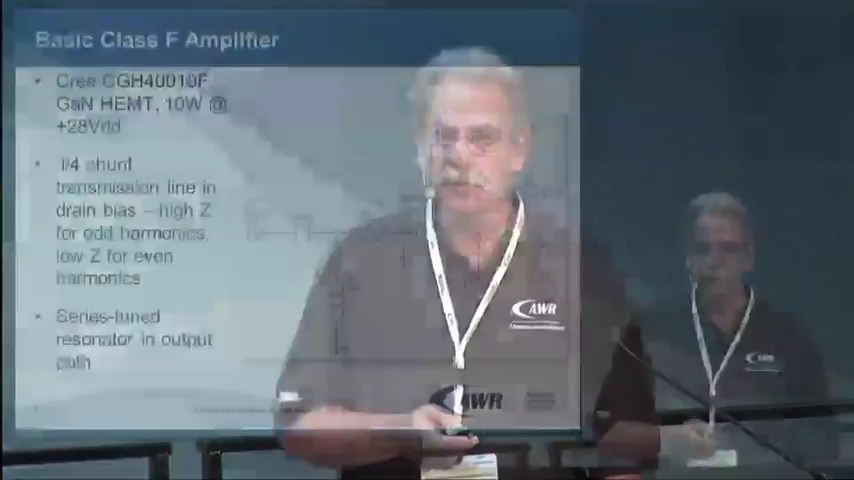 Basic Class F Amplifier
• Cree CGH40010F
GaN HEMT, 10W @
+28Vdd
• l/4 shunt
transmission line in
drain bias – high Z
for odd harmonics,
low Z for even
harmonics
• Series-tuned
resonator in output
path
AWR
AWR
AWR